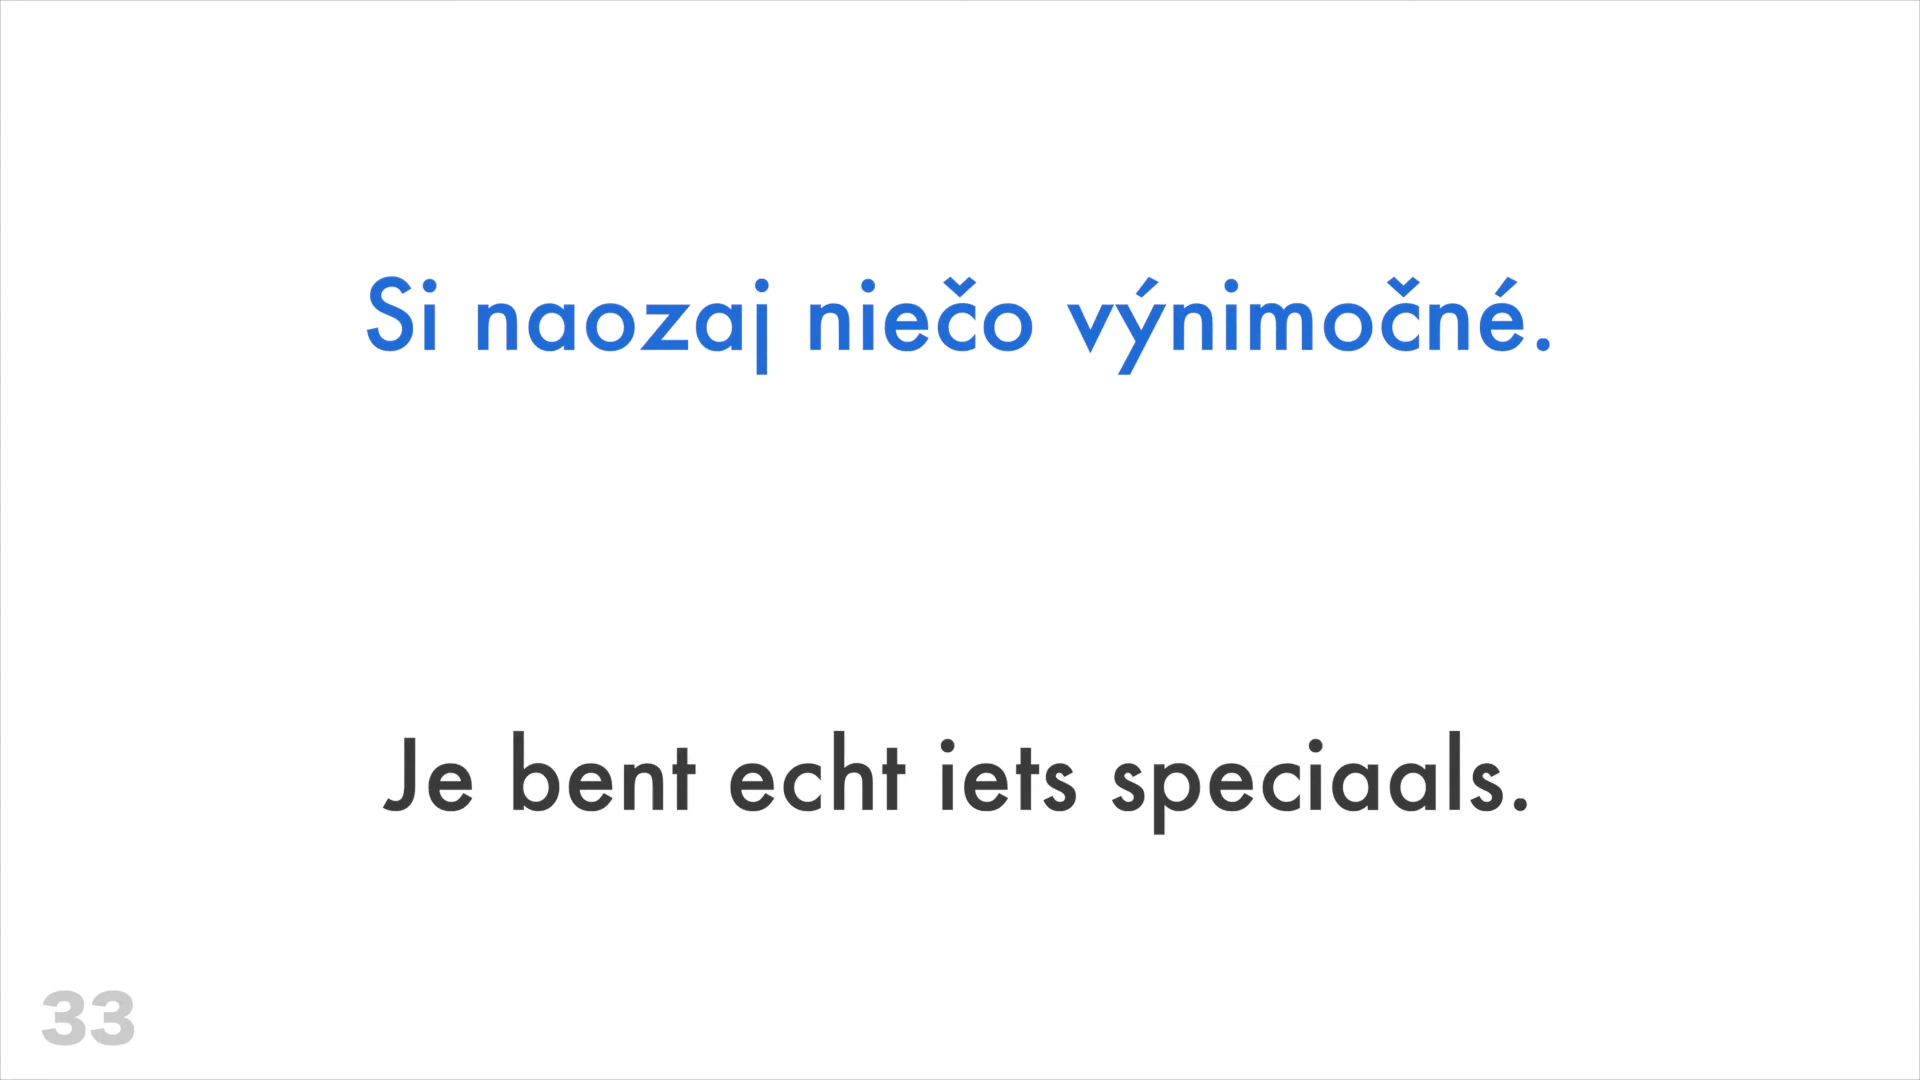 Si naozaj niečo výnimočné.
Je bent echt iets speciaals.
33